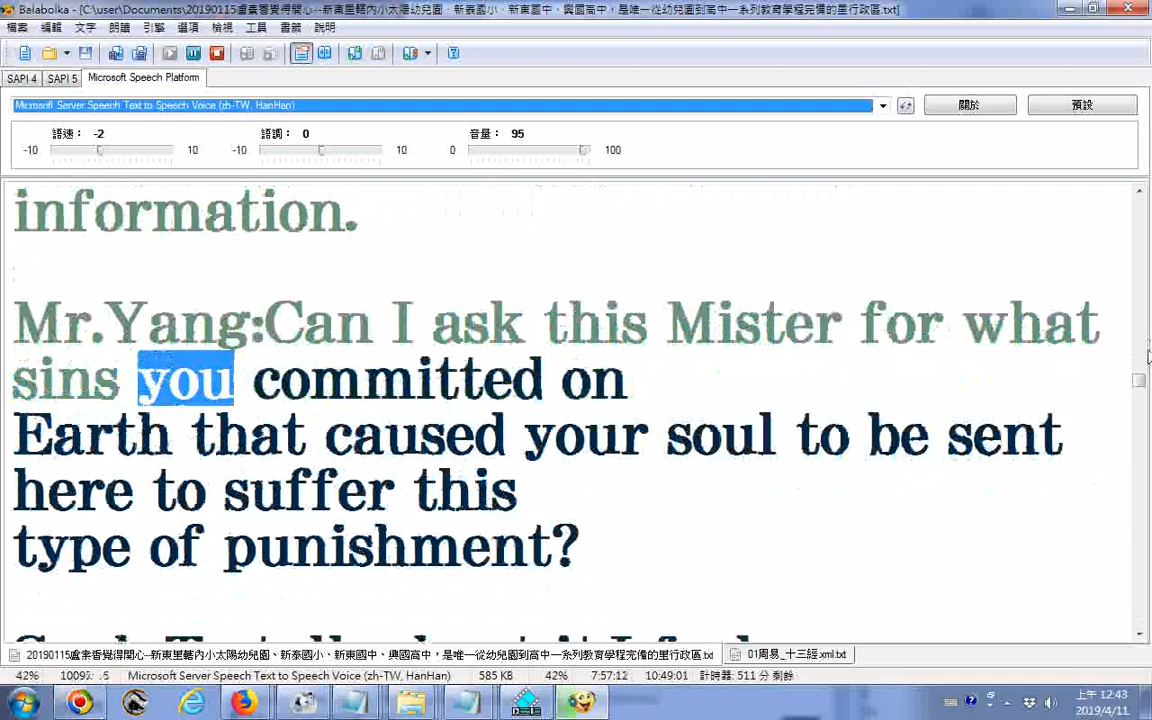 Balabolka - [C:\user\Documents\20190115盧素香覺得開心--新東里轄內小太陽幼兒園、新泰國小、新東國中、興國高中，是唯一從幼兒園到高中一系列教育學程完備的里行政區.txt]
檔案 編輯 文字 朗讀 引擎 選項 檢視 工具 書籤 說明
SAPI 4 SAPI 5 Microsoft Speech Platform
Microsoft Server Speech Text to Speech Voice (zh-TW, HanHan) 關於 預設
語速： -2 語調： 0 音量： 95
-10 10 -10 10 0 100
information.
Mr.Yang:Can I ask this Mister for what
sins you committed on
Earth that caused your soul to be sent
here to suffer this
type of punishment?
20190115盧素香覺得開心--新東里轄內小太陽幼兒園、新泰國小、新東國中、興國高中，是唯一從幼兒園到高中一系列教育學程完備的里行政區.txt 01周易_十三經.xml.txt
42% Microsoft Server Speech Text to Speech Voice (zh-TW, HanHan) 585 KB 42% 7:57:12 10:49:01 計時器： 511 分 剩餘
上午 12:43
2019/4/11